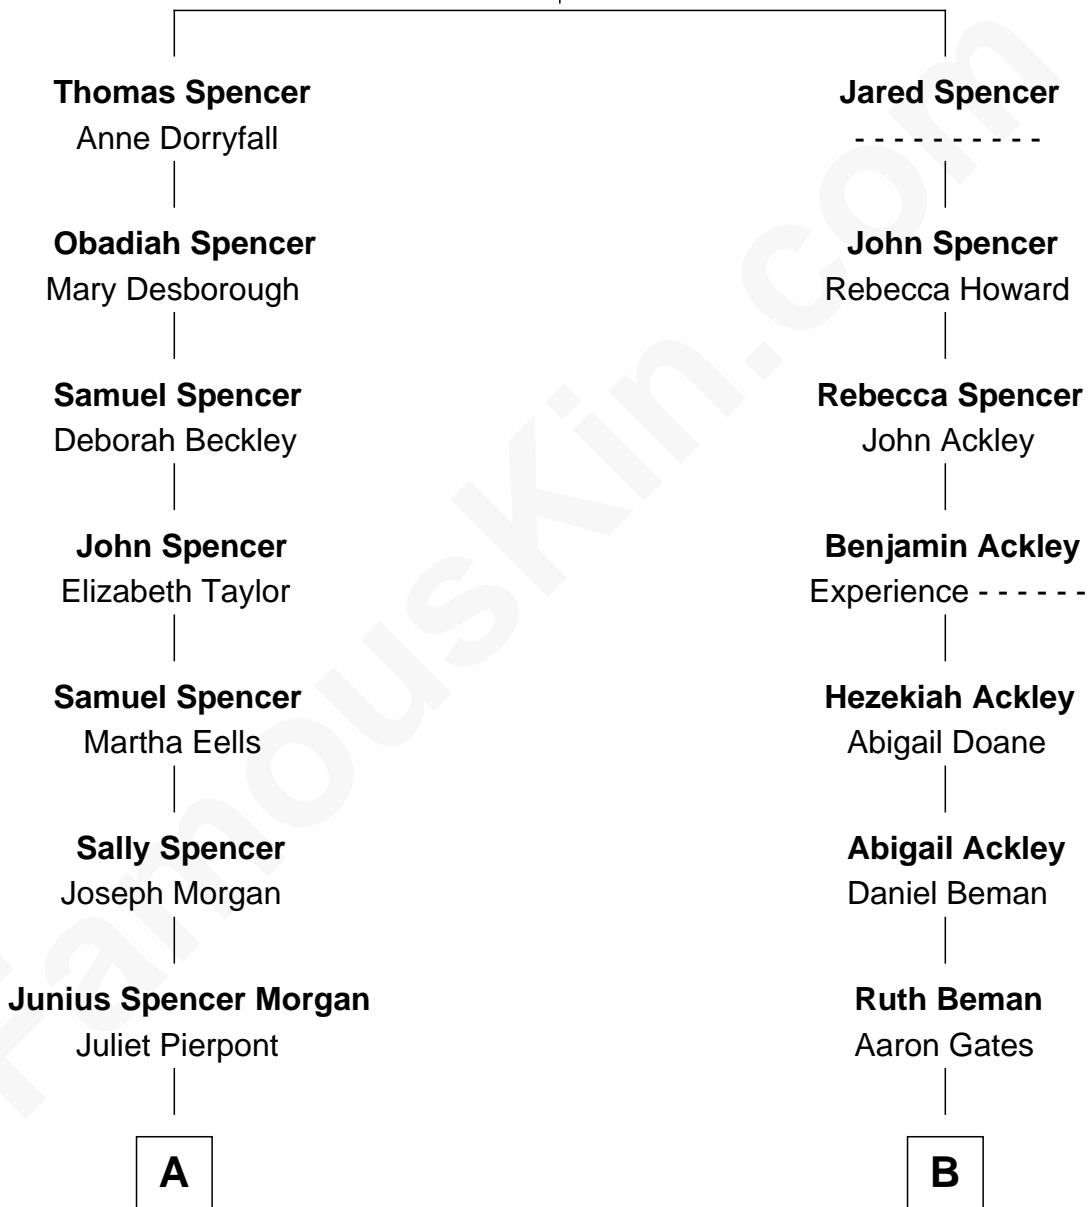 Thomas Spencer
Anne Dorryfall
Obadiah Spencer
Mary Desborough
Samuel Spencer
Deborah Beckley
John Spencer
Elizabeth Taylor
Samuel Spencer
Martha Eells
Sally Spencer
Joseph Morgan
Junius Spencer Morgan
Juliet Pierpont
A
Jared Spencer
- - - - - - - - - -
John Spencer
Rebecca Howard
Rebecca Spencer
John Ackley
Benjamin Ackley
Experience - - - - - -
Hezekiah Ackley
Abigail Doane
Abigail Ackley
Daniel Beman
Ruth Beman
Aaron Gates
B
FamousKin.com